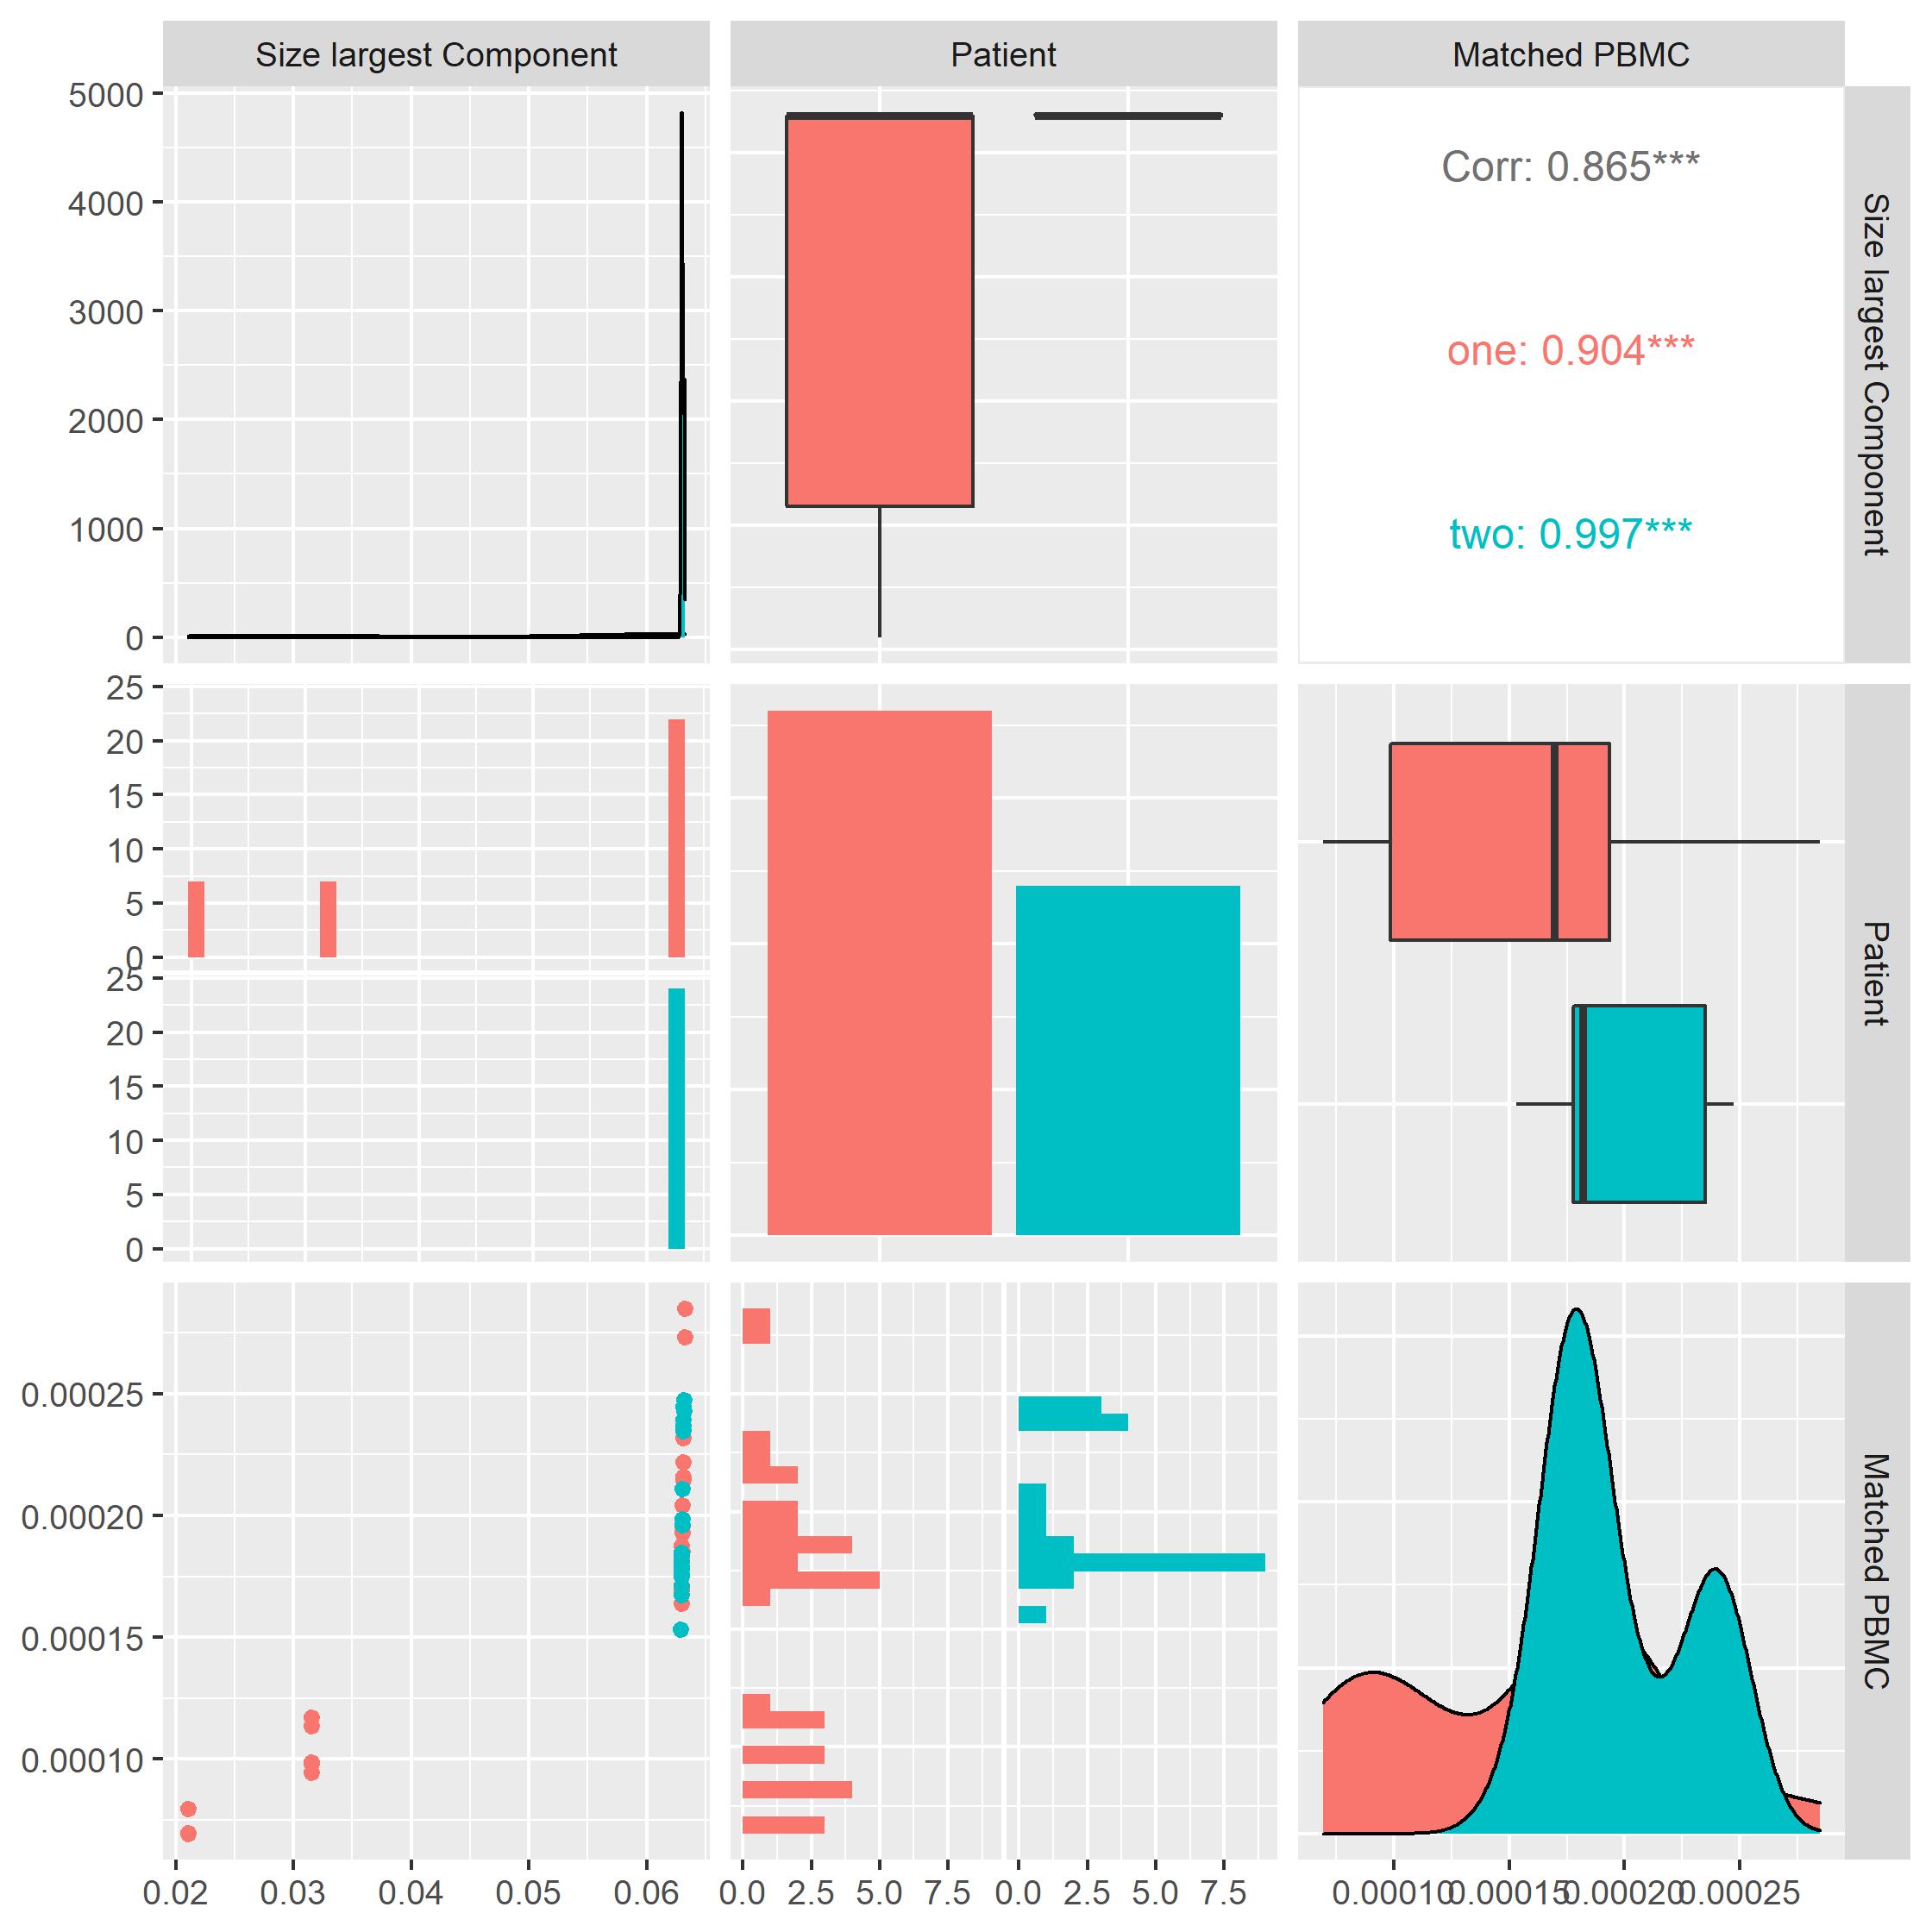 Size largest Component
Patient
Matched PBMC
5000
4000
3000
2000
1000
0
Corr: 0.865***
one: 0.904***
two: 0.997***
Size largest Component
25
20
15
10
5
0
25
20
15
10
5
0
Patient
0.00025
0.00020
0.00015
0.00010
Matched PBMC
0.02 0.03 0.04 0.05 0.06
0.0 2.5 5.0 7.5 0.0 2.5 5.0 7.5
0.00010 0.00015 0.00020 0.00025